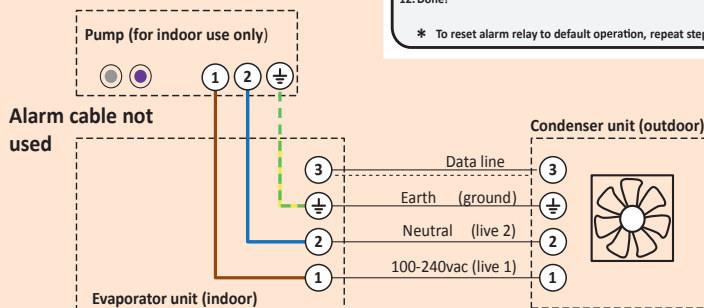 12. Done!
* To reset alarm relay to default operation, repeat step
Pump (for indoor use only)
1 2
Alarm cable not
used
Condenser unit (outdoor)
3 Data line 3
Earth (ground)
2 Neutral (live 2) 2
1 100-240vac (live 1) 1
Evaporator unit (indoor)